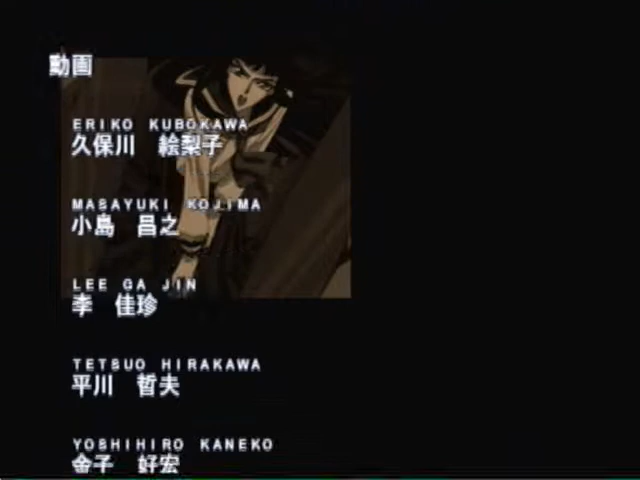 動画
ERIKO KUBOKAWA
久保川 絵梨子
MASAYUKI KOJIMA
小島 昌之
LEE GA JIN
李 佳珍
TETSUO HIRAKAWA
平川 哲夫
YOSHIHIRO KANEKO
金子 好宏